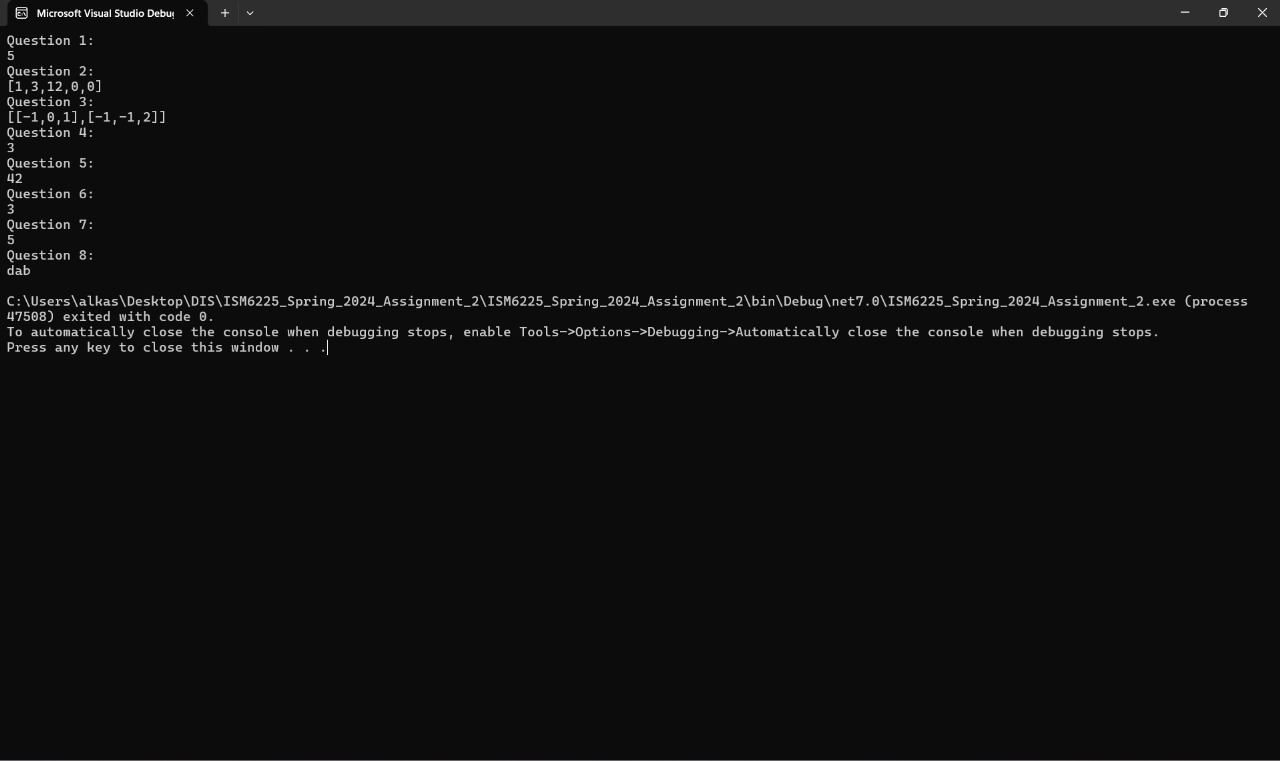 Microsoft Visual Studio Debug
Question 1:
5
Question 2:
[1,3,12,0,0]
Question 3:
[[-1,0,1],[-1,-1,2]]
Question 4:
3
Question 5:
42
Question 6:
3
Question 7:
5
Question 8:
dab
C:\Users\alkas\Desktop\DIS\ISM6225_Spring_2024_Assignment_2\ISM6225_Spring_2024_Assignment_2\bin\Debug\net7.0\ISM6225_Spring_2024_Assignment_2.exe (process
47508) exited with code 0.
To automatically close the console when debugging stops, enable Tools->Options->Debugging->Automatically close the console when debugging stops.
Press any key to close this window . . .